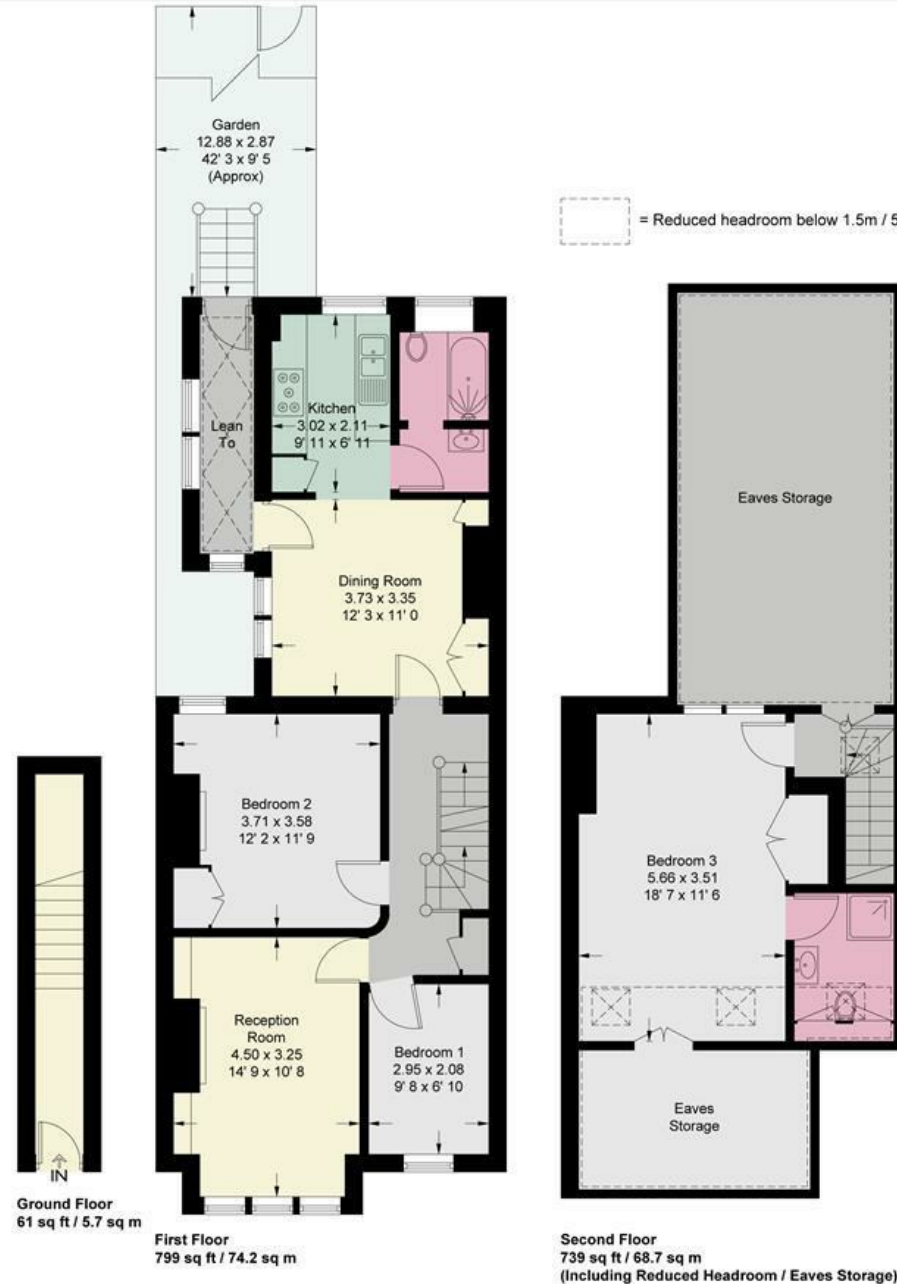 Garden
12.88 x 2.87
42' 3 x 9' 5
(Approx)
= Reduced headroom below 1.5m / 5
Kitchen
3.02 x 2.11
9' 11 x 6' 11
Lean
To
Eaves Storage
Dining Room
3.73 x 3.35
12' 3 x 11' 0
Bedroom 2
3.71 x 3.58
12' 2 x 11' 9
Bedroom 3
5.66 x 3.51
18' 7 x 11' 6
Reception
Room
4.50 x 3.25
14' 9 x 10' 8
Bedroom 1
2.95 x 2.08
9' 8 x 6' 10
Eaves
Storage
IN
Ground Floor
61 sq ft / 5.7 sq m
First Floor
799 sq ft / 74.2 sq m
Second Floor
739 sq ft / 68.7 sq m
(Including Reduced Headroom / Eaves Storage)